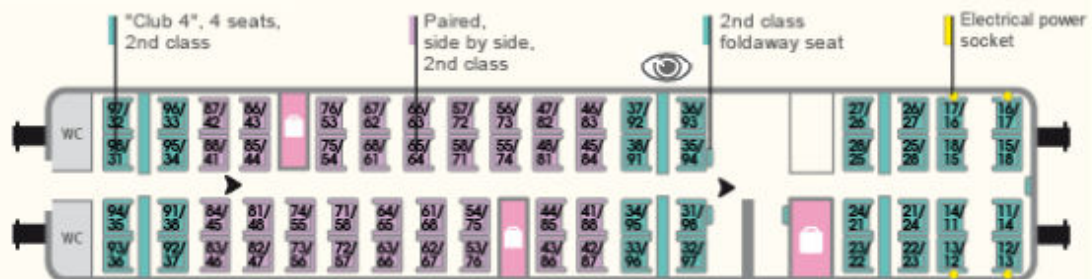 "Club 4", 4 seats,
2nd class
Paired,
side by side,
2nd class
2nd class
foldaway seat
Electrical power
socket
97/ 96/ 87/ 86/ 76/ 67/ 66/ 57/ 56/ 47/ 46/ 37/ 36/ 27/ 26/ 17/ 16/
32 33 42 43 53 62 63 72 73 82 83 92 93 26 27 16 17
WC
98/ 95/ 88/ 85/ 75/ 68/ 65/ 58/ 55/ 48/ 45/ 38/ 35/ 28/ 25/ 18/ 15/
31 34 41 44 54 61 64 71 74 81 84 91 94 25 28 15 18
94/ 91/ 84/ 81/ 74/ 71/ 64/ 61/ 54/ 44/ 41/ 34/ 31/ 24/ 21/ 14/ 11/
35 38 45 48 55 58 65 68 75 85 88 95 98 21 24 11 14
WC
93/ 92/ 83/ 82/ 73/ 72/ 63/ 62/ 53/ 43/ 42/ 33/ 32/ 23/ 22/ 13/ 12/
36 37 46 47 56 57 66 67 76 86 87 96 97 22 23 12 13